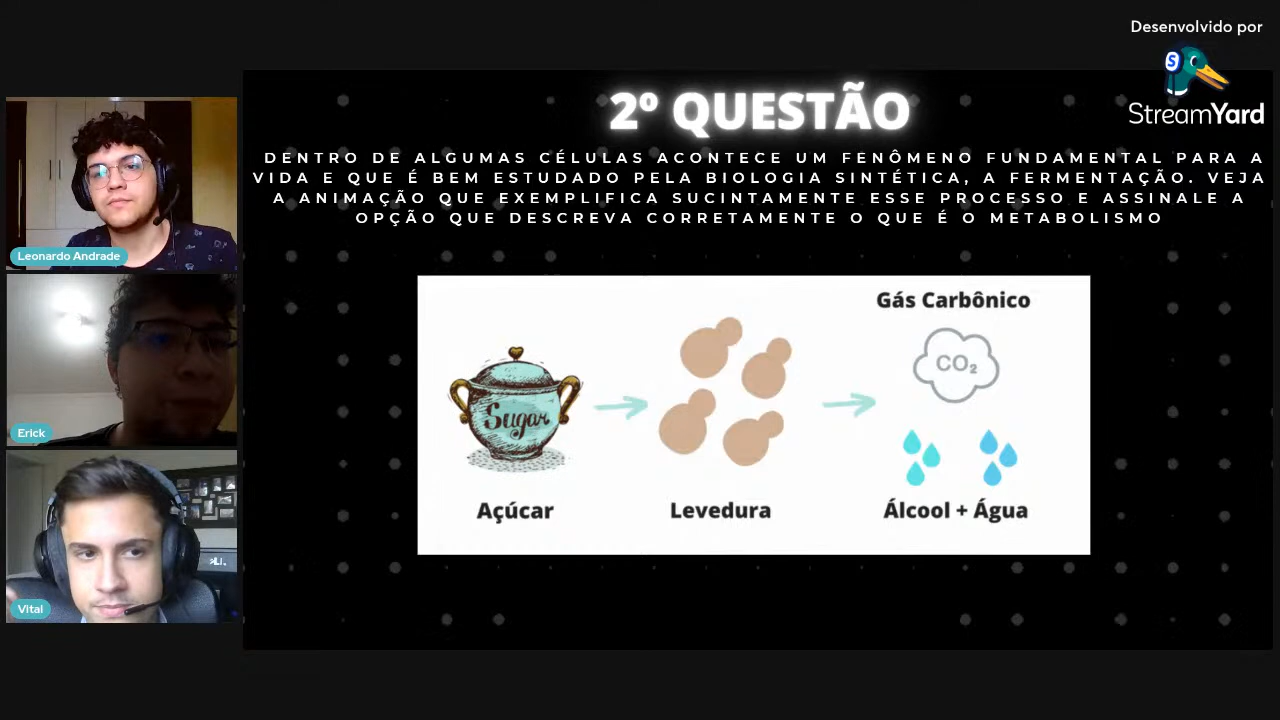 Desenvolvido por
StreamYard
2º QUESTÃO
DENTRO DE ALGUMAS CÉLULAS ACONTECE UM FENÔMENO FUNDAMENTAL PARA A
VIDA E QUE É BEM ESTUDADO PELA BIOLOGIA SINTÉTICA, A FERMENTAÇÃO. VEJA
A ANIMAÇÃO QUE EXEMPLIFICA SUCINTAMENTE ESSE PROCESSO E ASSINALE A
OPÇÃO QUE DESCREVA CORRETAMENTE O QUE É O METABOLISMO
Gás Carbônico
CO₂
Sugar
Açúcar
Levedura
Álcool + Água
Leonardo Andrade
Erick
Vital